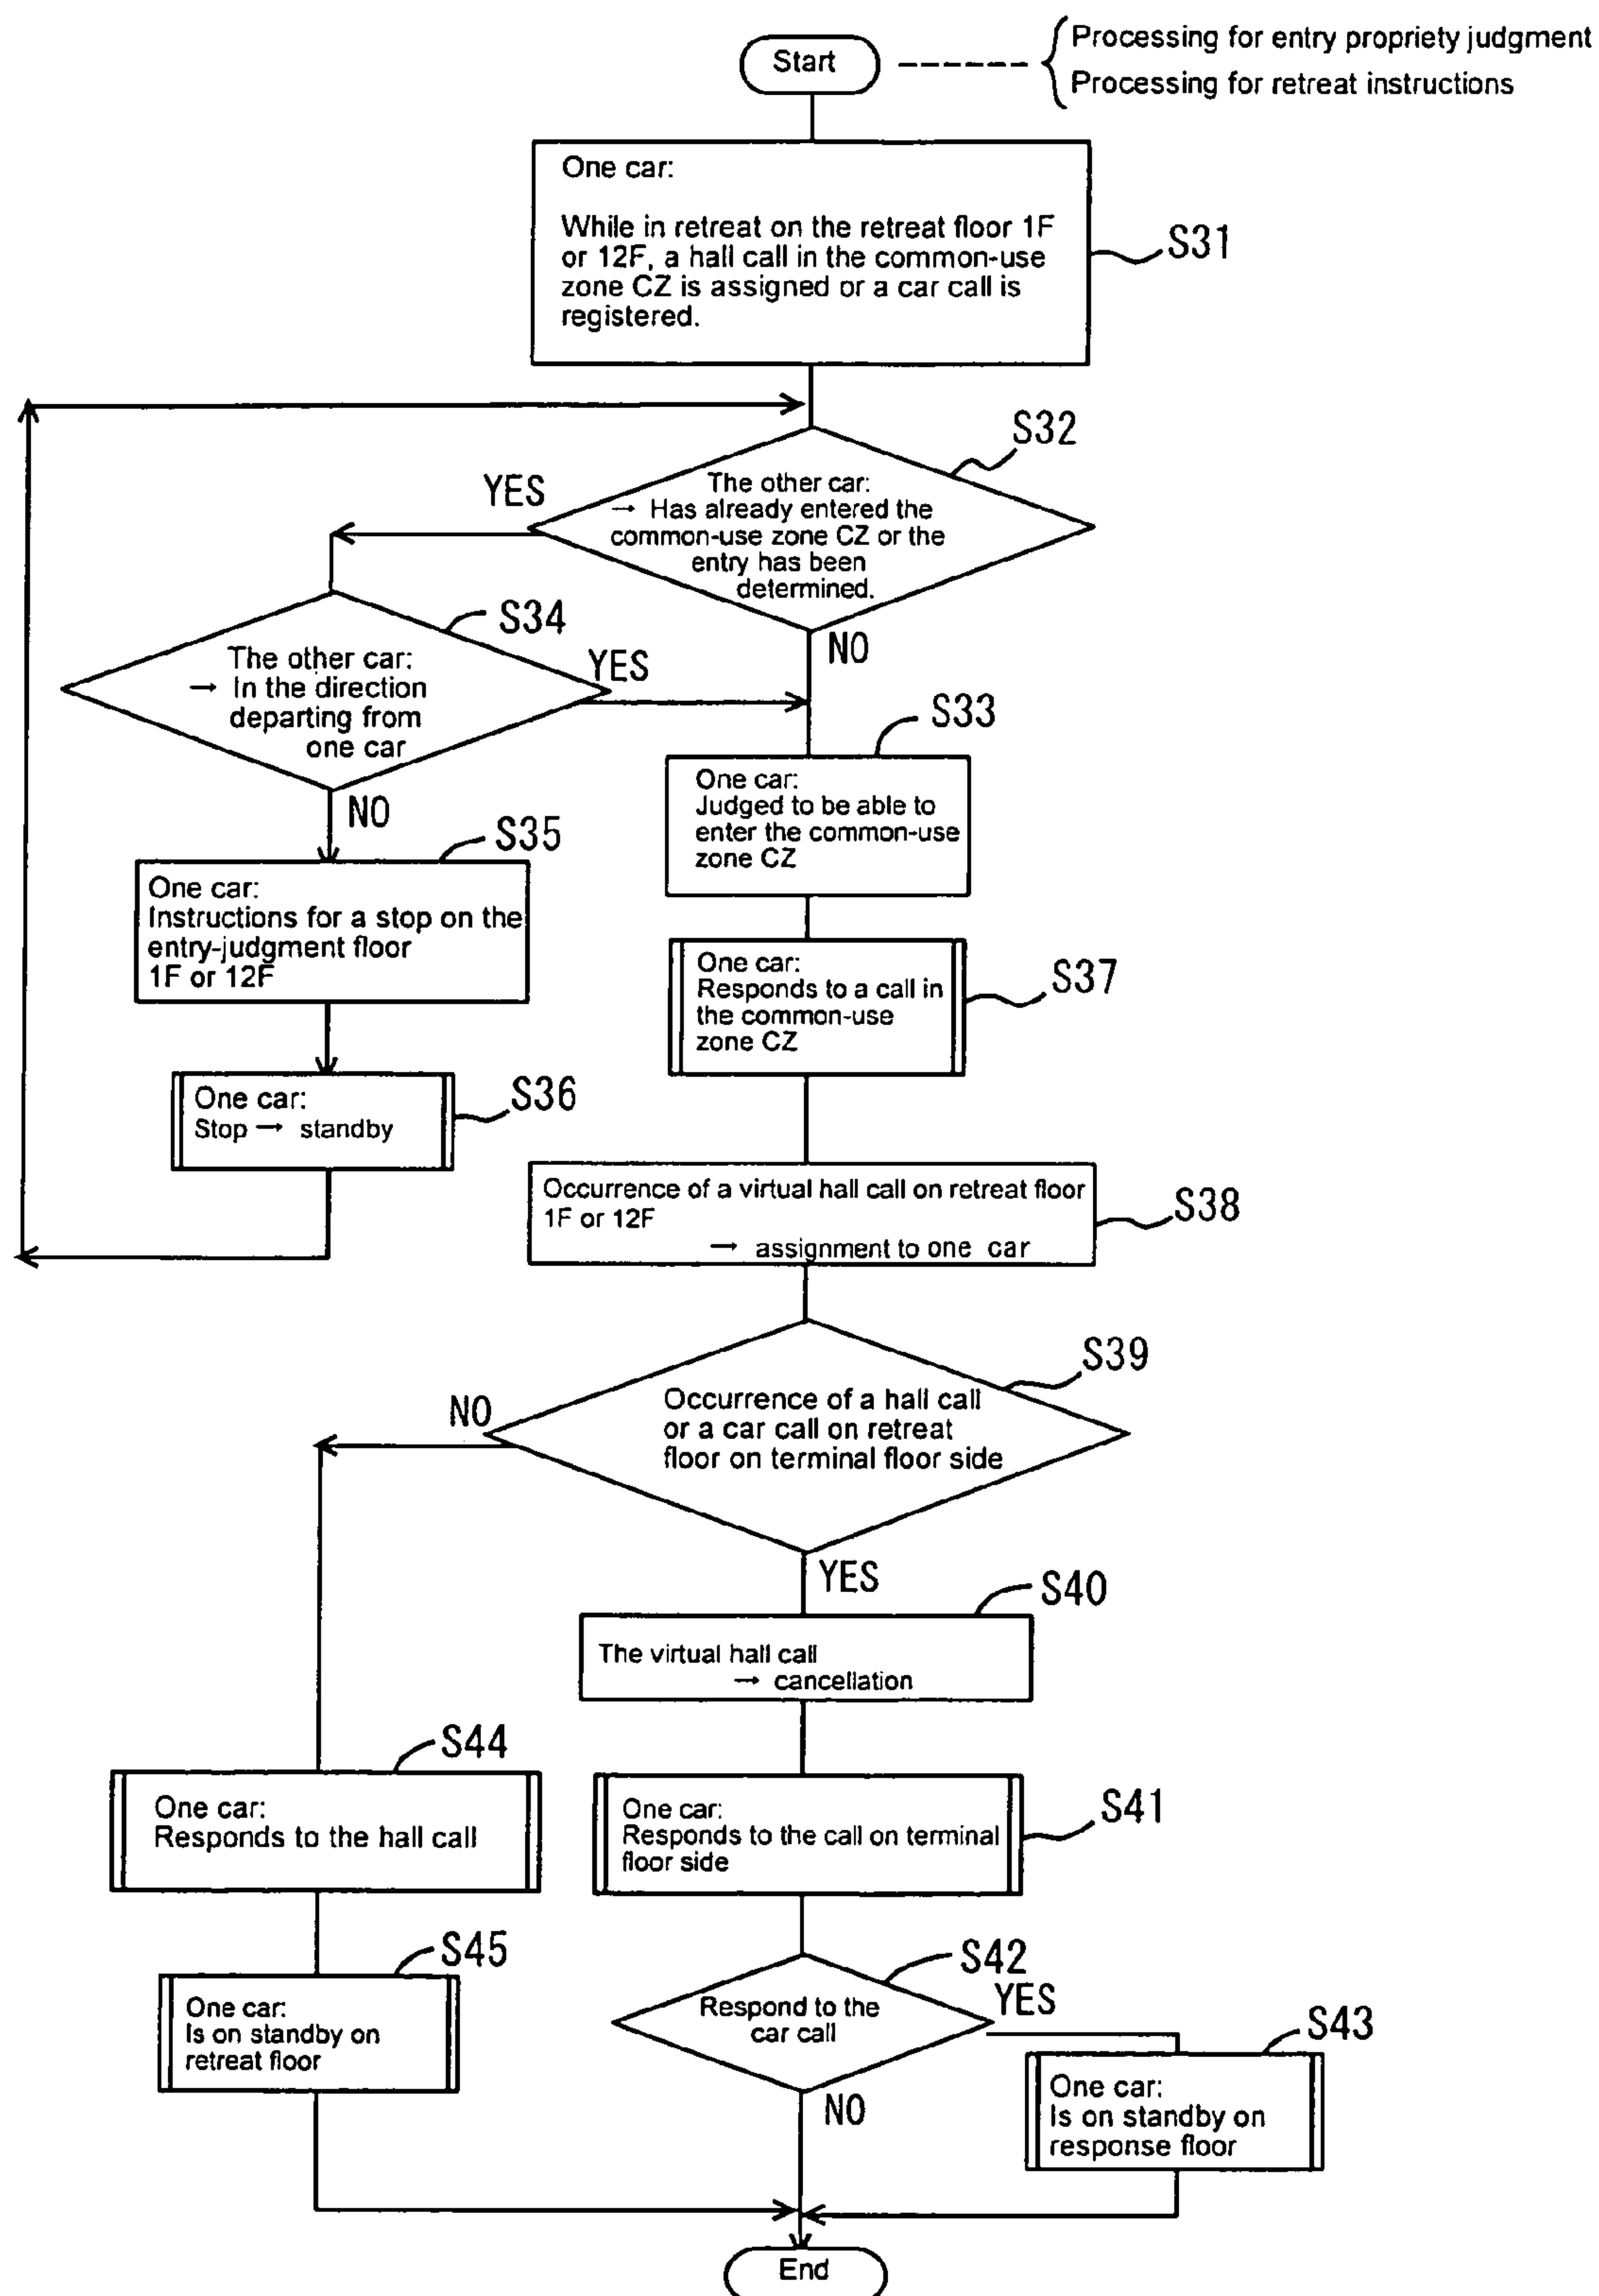 Start
Processing for entry propriety judgment
Processing for retreat instructions
One car:
While in retreat on the retreat floor 1F
or 12F, a hall call in the common-use
zone CZ is assigned or a car call is
registered.
S31
S32
YES
The other car:
→ Has already entered the
common-use zone CZ or the
entry has been
determined.
NO
S34
The other car:
→ In the direction
departing from
one car
YES
NO
S33
One car:
Judged to be able to
enter the common-use
zone CZ
S35
One car:
Instructions for a stop on the
entry-judgment floor
1F or 12F
S37
One car:
Responds to a call in
the common-use
zone CZ
S36
One car:
Stop → standby
Occurrence of a virtual hall call on retreat floor
1F or 12F
→ assignment to one car
S38
S39
NO
Occurrence of a hall call
or a car call on retreat
floor on terminal floor side
YES
S40
The virtual hall call
→ cancellation
S44
One car:
Responds to the hall call
S41
One car:
Responds to the call on terminal
floor side
S45
One car:
Is on standby on
retreat floor
S42
Respond to the
car call
YES
NO
S43
One car:
Is on standby on
response floor
End